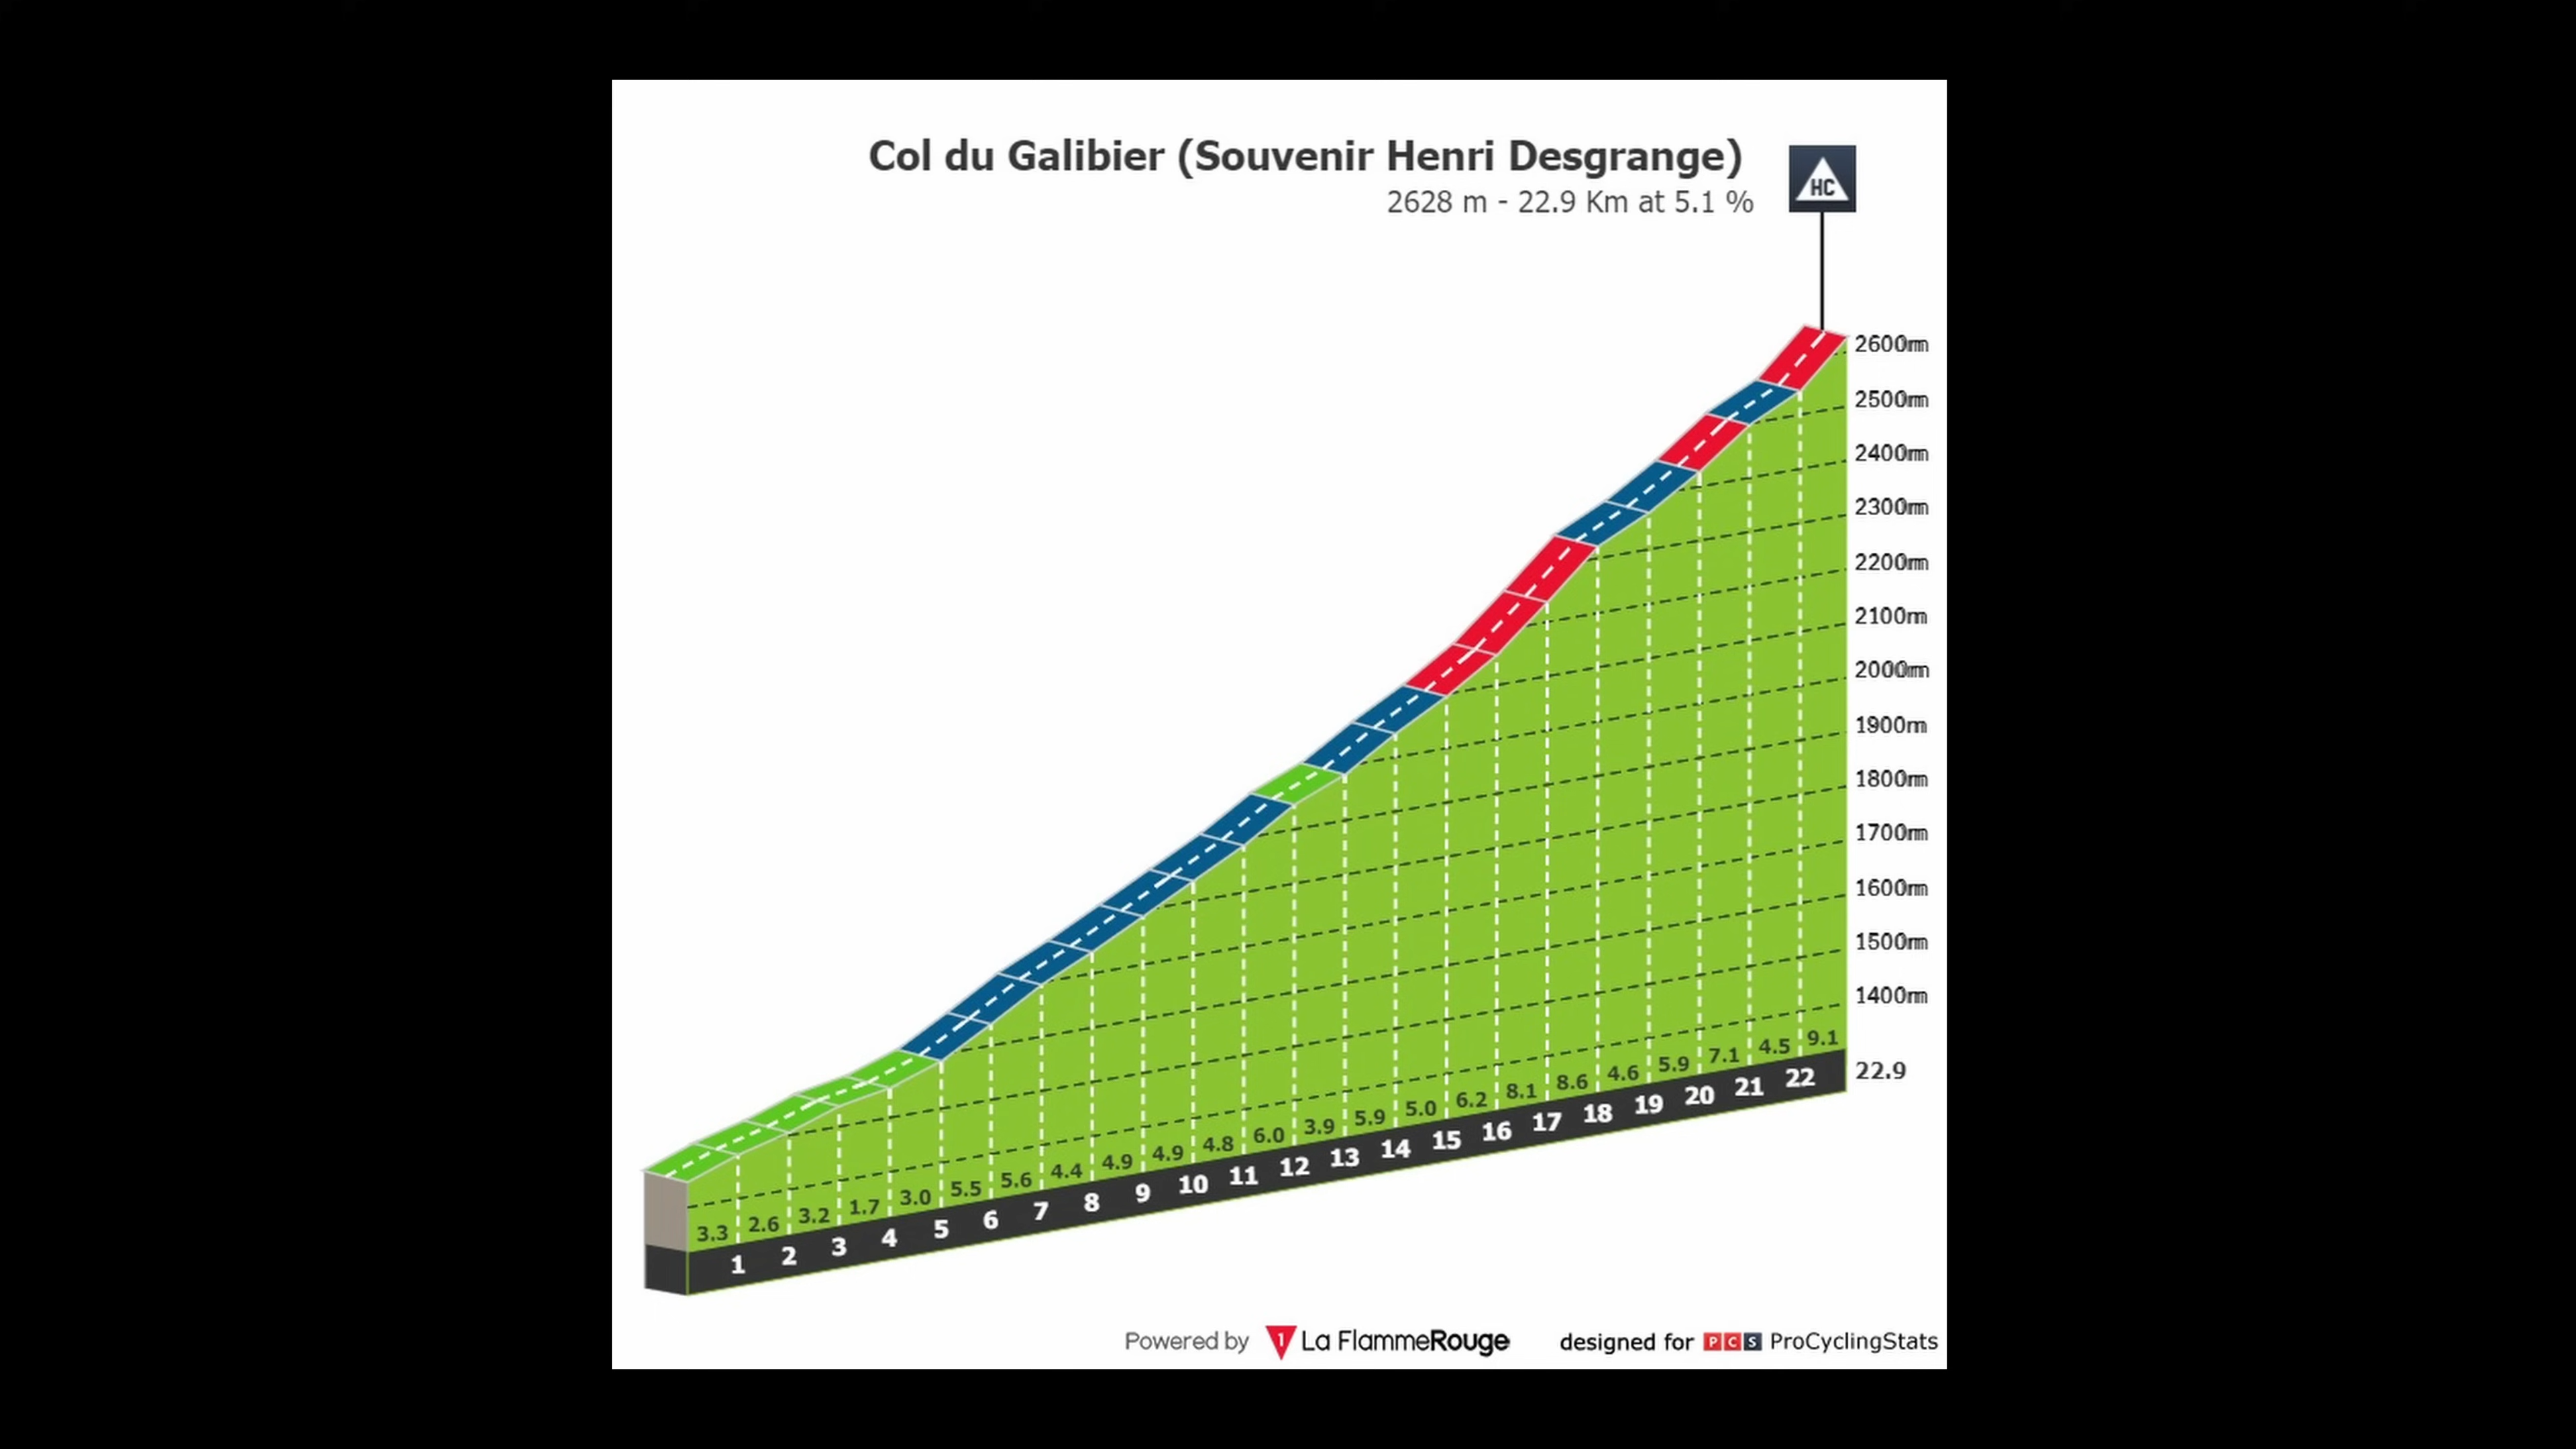 Col du Galibier (Souvenir Henri Desgrange)
HC
2628 m - 22.9 Km at 5.1 %
2600m
2500m
2400m
2300m
2200m
2100m
2000m
1900m
1800m
1700m
1600m
1500m
1400m
22.9
3.3 2.6 3.2 1.7 3.0 5.5 5.6 4.4 4.9 4.9 4.8 6.0 3.9 5.9 5.0 6.2 8.1 8.6 4.6 5.9 7.1 4.5 9.1
1 2 3 4 5 6 7 8 9 10 11 12 13 14 15 16 17 18 19 20 21 22
Powered by 1 La FlammeRouge designed for PCS ProCyclingStats